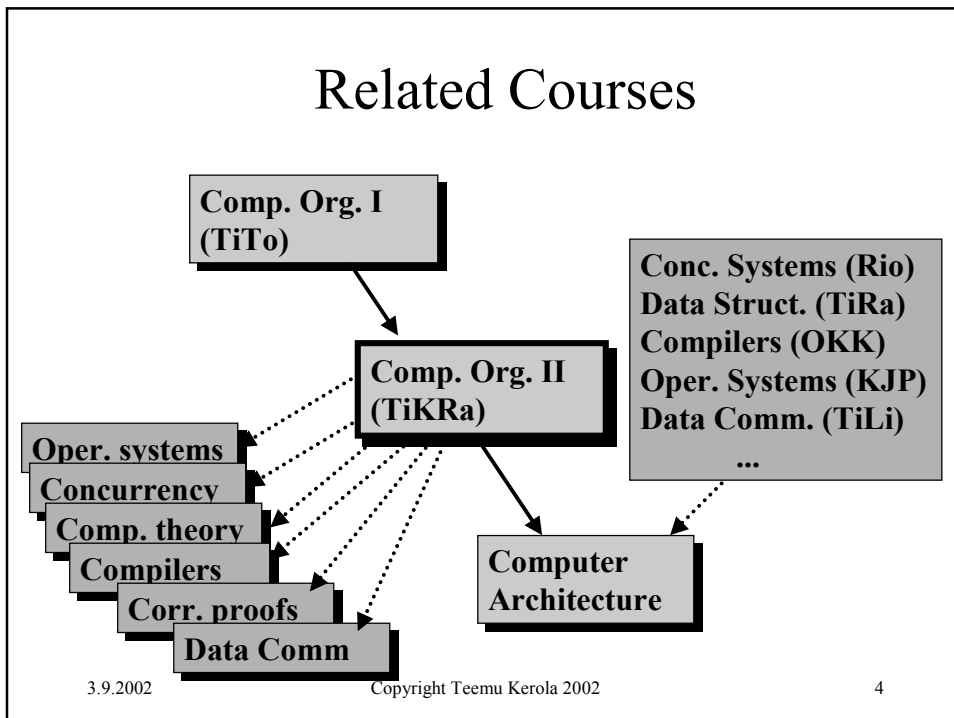 Related Courses
Comp. Org. I
(TiTo)
Conc. Systems (Rio)
Data Struct. (TiRa)
Compilers (OKK)
Oper. Systems (KJP)
Data Comm. (TiLi)
...
Comp. Org. II
(TiKRa)
Oper. systems
Concurrency
Comp. theory
Compilers
Corr. proofs
Data Comm
Computer
Architecture
3.9.2002
Copyright Teemu Kerola 2002
4